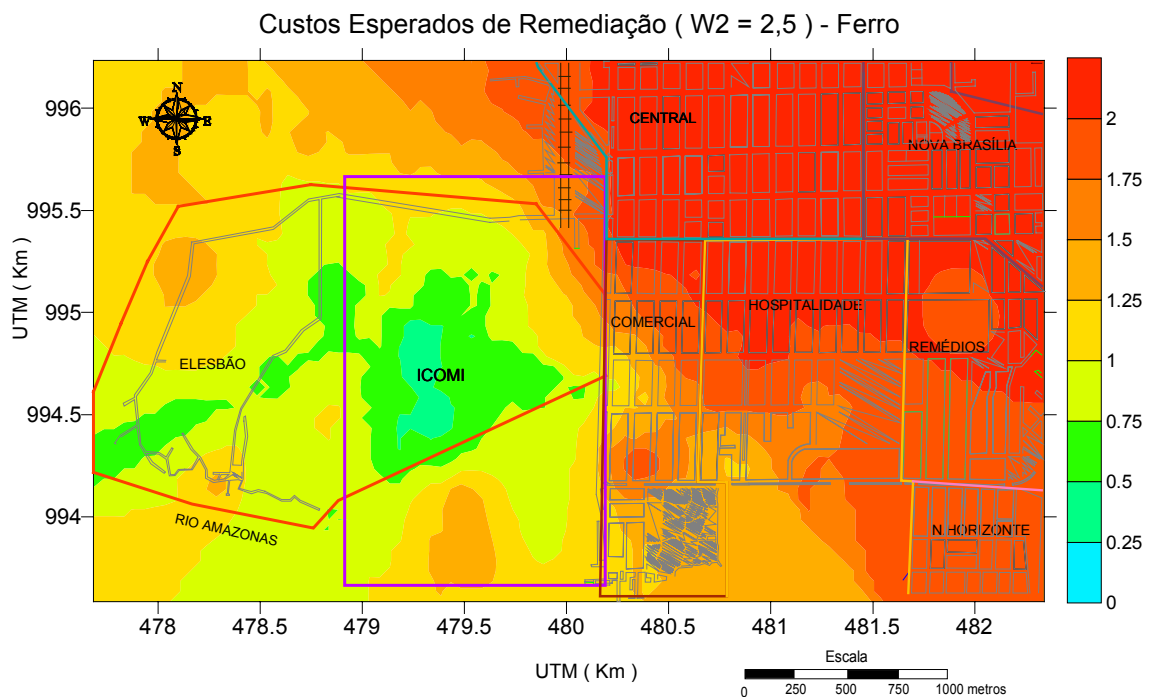 Custos Esperados de Remediação ( W2 = 2,5 ) - Ferro
N
W E
S
CENTRAL
NOVA BRASÍLIA
COMERCIAL
HOSPITALIDADE
REMÉDIOS
ELESBÃO
ICOMI
RIO AMAZONAS
N.HORIZONTE
UTM ( Km )
996
995.5
995
994.5
994
478 478.5 479 479.5 480 480.5 481 481.5 482
UTM ( Km )
2
1.75
1.5
1.25
1
0.75
0.5
0.25
0
Escala
0 250 500 750 1000 metros